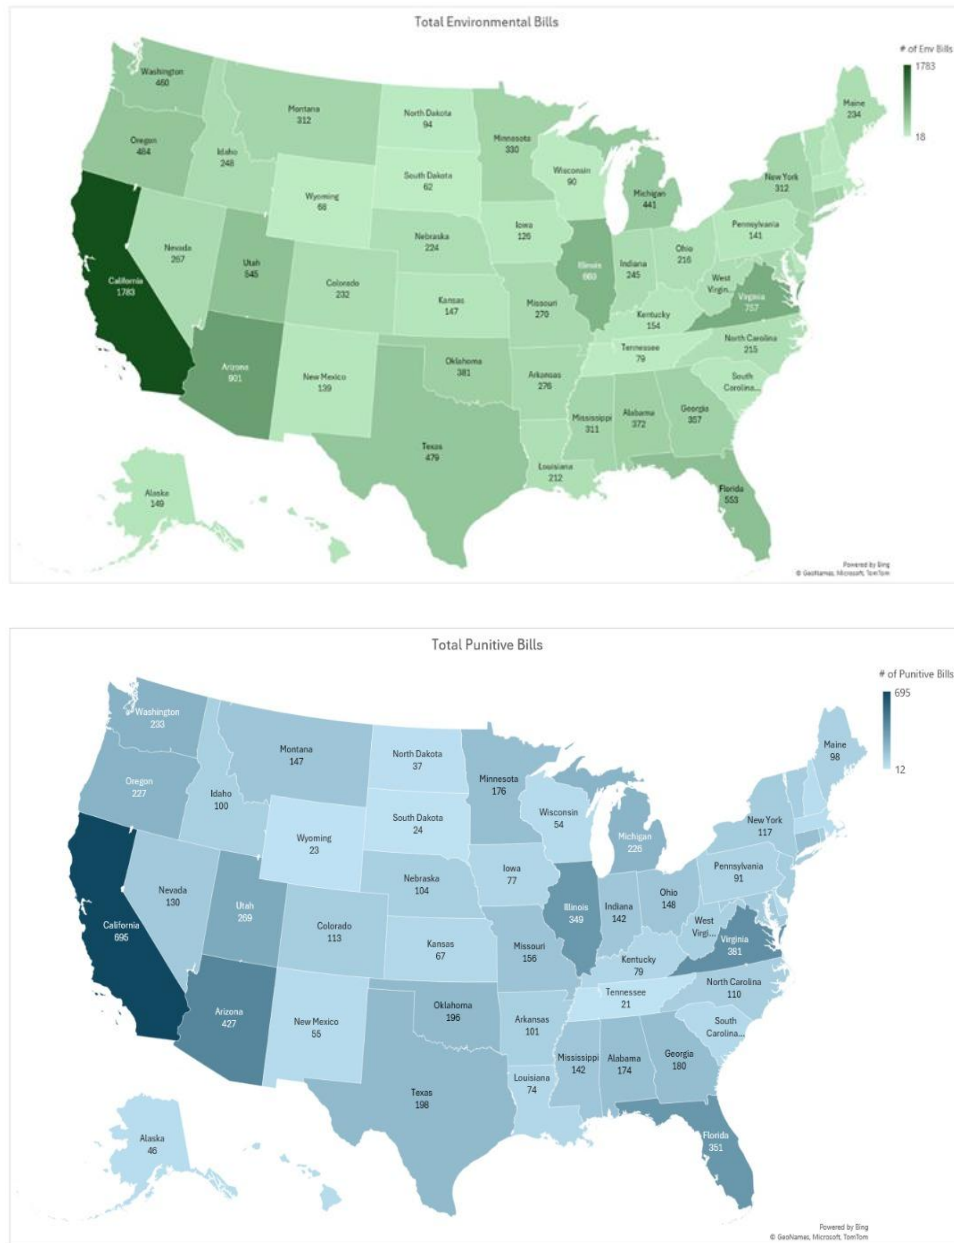 Total Environmental Bills
# of Env Bills
1783
18
Washington
460
Montana
312
North Dakota
94
Minnesota
330
Maine
234
Oregon
484
Idaho
248
South Dakota
62
Wisconsin
90
Michigan
441
New York
312
Wyoming
68
Nebraska
224
Iowa
126
Pennsylvania
141
Nevada
267
Utah
545
Colorado
232
Illinois
Indiana
245
Ohio
216
West
Virgin...
Virginia
757
California
1783
Kansas
147
Missouri
270
Kentucky
154
North Carolina
215
Arizona
901
New Mexico
139
Oklahoma
381
Arkansas
276
Tennessee
79
South
Carolina...
Mississippi
311
Alabama
372
Georgia
357
Texas
479
Louisiana
212
Florida
553
Alaska
149
Powered by Bing
© GeoNames, Microsoft, TomTom
Total Punitive Bills
# of Punitive Bills
695
12
Washington
233
Montana
147
North Dakota
37
Minnesota
176
Maine
98
Oregon
227
Idaho
100
South Dakota
24
Wisconsin
54
Michigan
226
New York
117
Wyoming
23
Iowa
77
Pennsylvania
91
Nebraska
104
Nevada
130
Utah
269
Colorado
113
Illinois
349
Indiana
142
Ohio
148
West
Virgi...
Virginia
381
California
695
Kansas
67
Missouri
156
Kentucky
79
North Carolina
110
Arizona
427
New Mexico
55
Oklahoma
196
Arkansas
101
Tennessee
21
South
Carolina...
Mississippi
142
Alabama
174
Georgia
180
Texas
198
Louisiana
74
Florida
351
Alaska
46
Powered by Bing
© GeoNames, Microsoft, TomTom